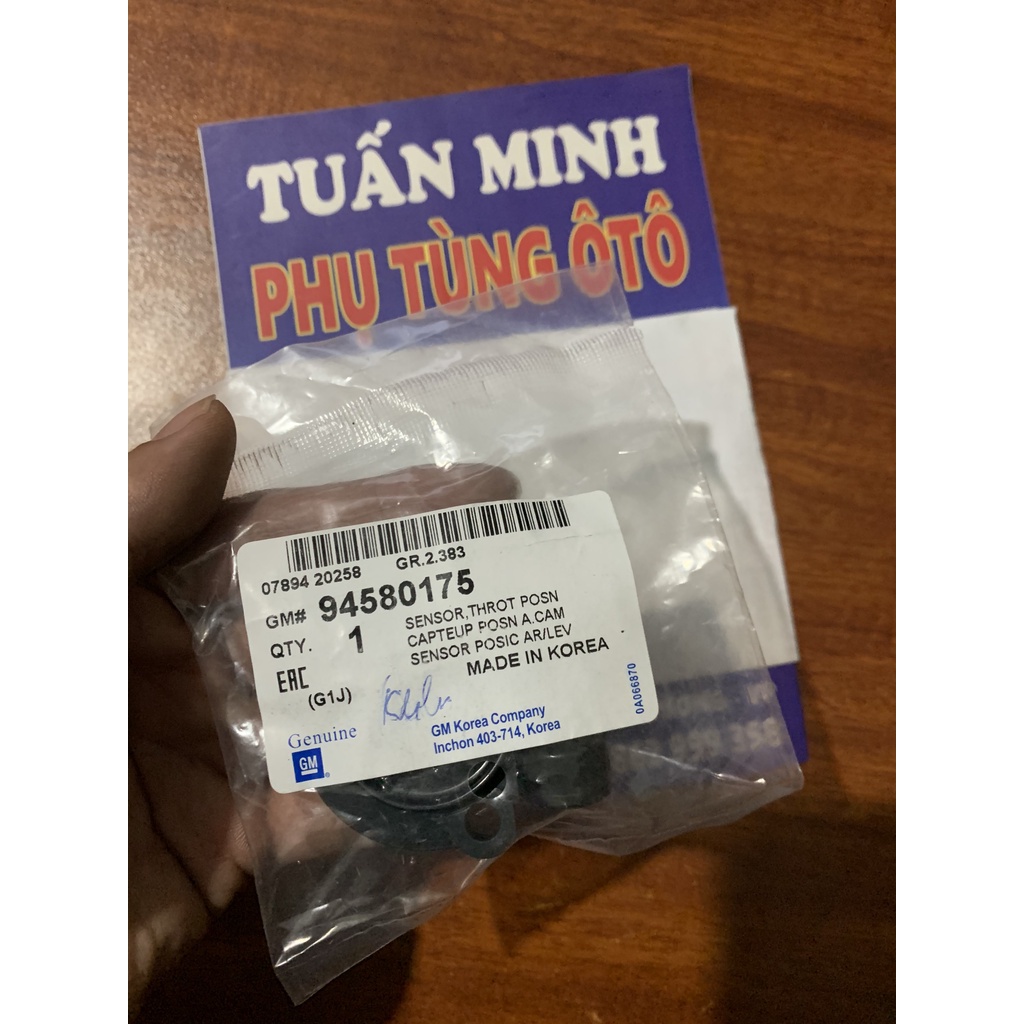 TUẤN MINH
PHỤ TÙNG ÔTÔ
07894 20258 GR.2.383
GM# 94580175
QTY. 1
SENSOR,THROT POSN
CAPTEUP POSN A.CAM
SENSOR POSIC AR/LEV
MADE IN KOREA
EAC
(G1J)
Genuine
GM
GM Korea Company
Inchon 403-714, Korea
0A066870